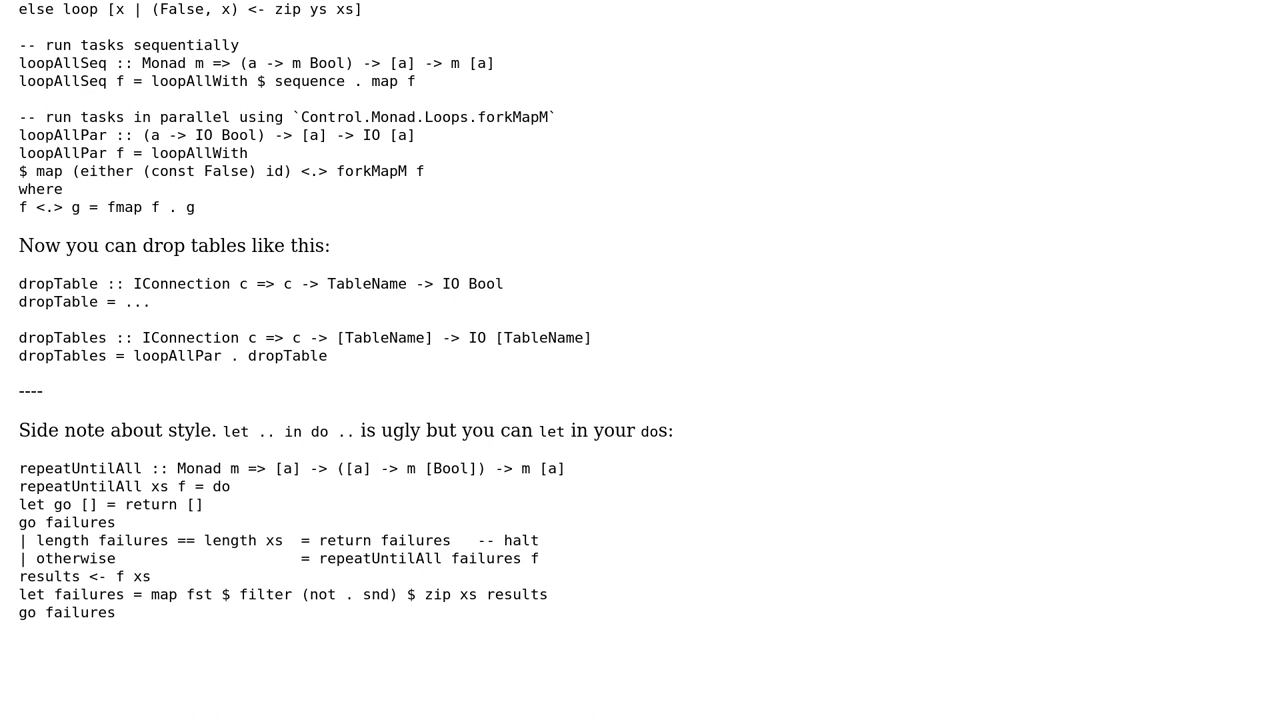 else loop [x | (False, x) <- zip ys xs]
-- run tasks sequentially
loopAllSeq :: Monad m => (a -> m Bool) -> [a] -> m [a]
loopAllSeq f = loopAllWith $ sequence . map f
-- run tasks in parallel using `Control.Monad.Loops.forkMapM`
loopAllPar :: (a -> IO Bool) -> [a] -> IO [a]
loopAllPar f = loopAllWith
$ map (either (const False) id) <.> forkMapM f
where
f <.> g = fmap f . g
Now you can drop tables like this:
dropTable :: IConnection c => c -> TableName -> IO Bool
dropTable = ...
dropTables :: IConnection c => c -> [TableName] -> IO [TableName]
dropTables = loopAllPar . dropTable
----
Side note about style. let .. in do .. is ugly but you can let in your dos:
repeatUntilAll :: Monad m => [a] -> ([a] -> m [Bool]) -> m [a]
repeatUntilAll xs f = do
let go [] = return []
go failures
| length failures == length xs  = return failures   -- halt
| otherwise                     = repeatUntilAll failures f
results <- f xs
let failures = map fst $ filter (not . snd) $ zip xs results
go failures